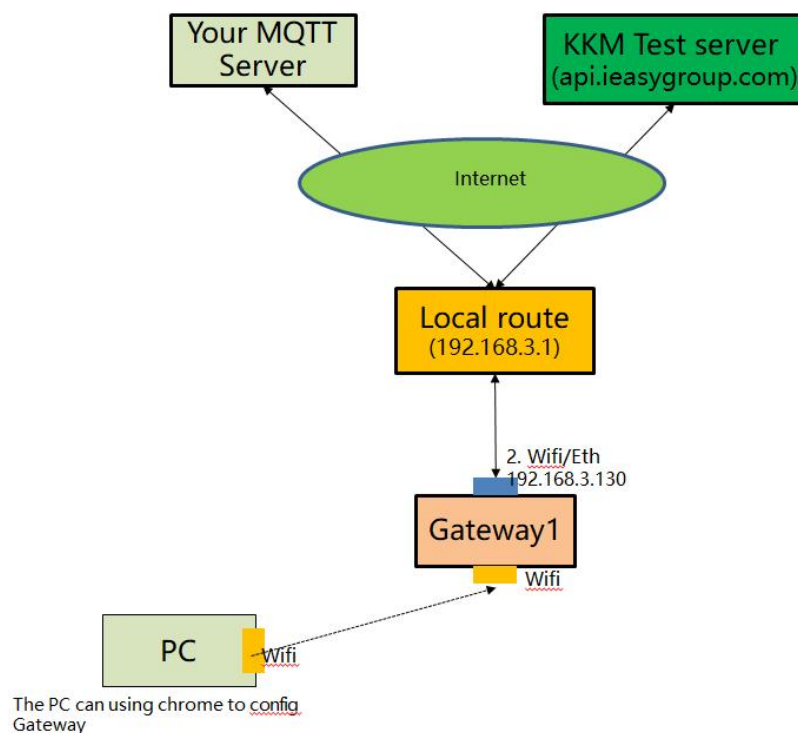 Your MQTT
Server
KKM Test server
(api.ieasygroup.com)
Internet
Local route
(192.168.3.1)
2. Wifi/Eth
192.168.3.130
Gateway1
Wifi
PC
Wifi
The PC can using chrome to config
Gateway